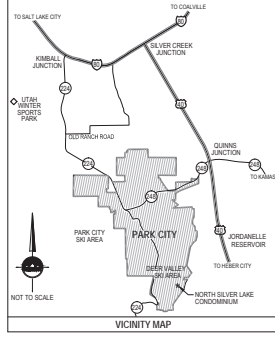 TO COALVILLE
TO SALT LAKE CITY
80
SILVER CREEK
JUNCTION
KIMBALL
JUNCTION
80
224
UTAH
WINTER
SPORTS
PARK
40
OLD RANCH ROAD
QUINNS
JUNCTION
224
248
248
TO KAMAS
248
PARK CITY
SKI AREA
PARK CITY
40
JORDANELLE
RESERVOIR
DEER VALLEY
SKI AREA
TO HEBER CITY
NOT TO SCALE
NORTH SILVER LAKE
CONDOMINIUM
224
VICINITY MAP